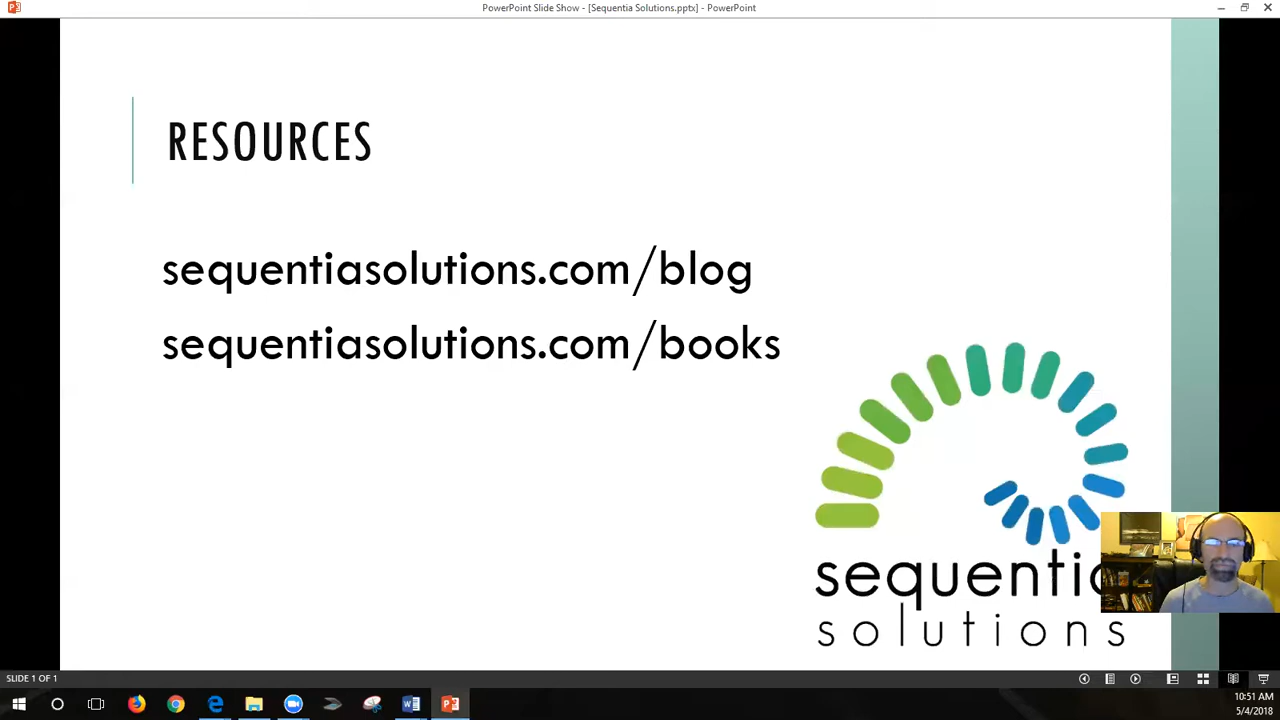 PowerPoint Slide Show - [Sequentia Solutions.pptx] - PowerPoint
RESOURCES
sequentiasolutions.com/blog
sequentiasolutions.com/books
sequenti
solutions
SLIDE 1 OF 1
10:51 AM
5/4/2018